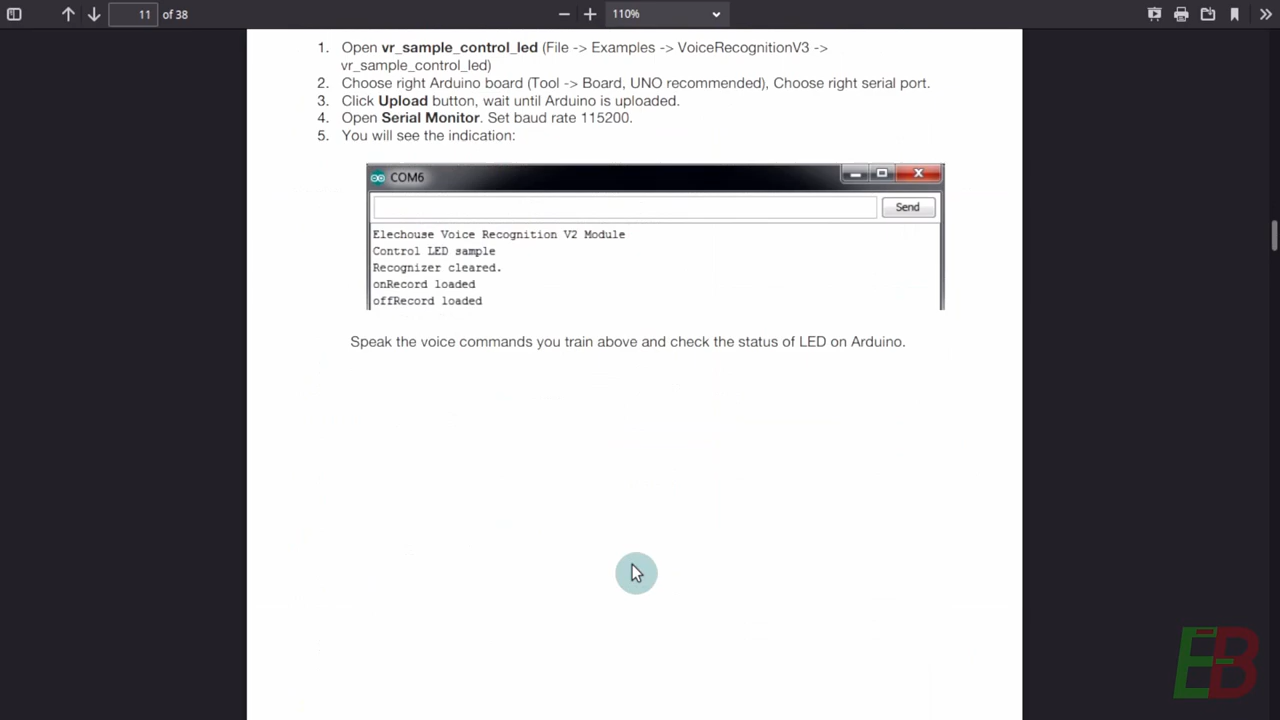 11 of 38
110%
1. Open vr_sample_control_led (File -> Examples -> VoiceRecognitionV3 ->
vr_sample_control_led)
2. Choose right Arduino board (Tool -> Board, UNO recommended), Choose right serial port.
3. Click Upload button, wait until Arduino is uploaded.
4. Open Serial Monitor. Set baud rate 115200.
5. You will see the indication:
COM6
Send
Elechouse Voice Recognition V2 Module
Control LED sample
Recognizer cleared.
onRecord loaded
offRecord loaded
Speak the voice commands you train above and check the status of LED on Arduino.
EB